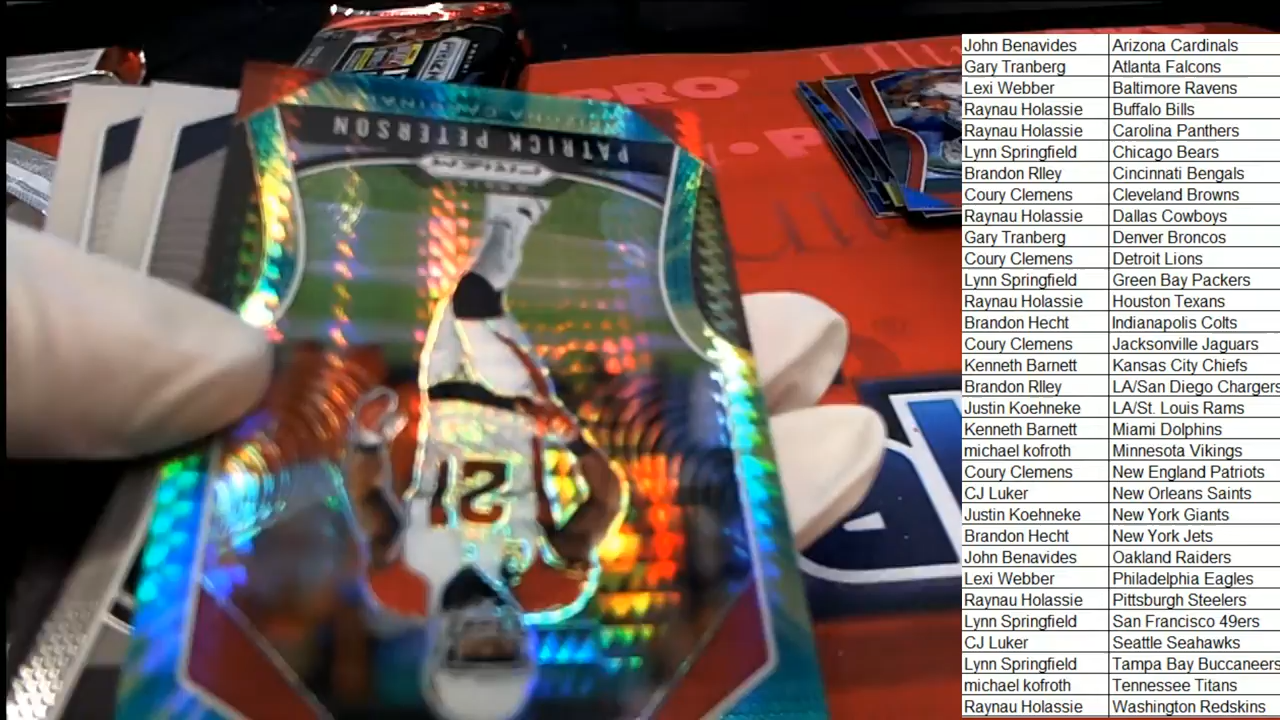 PRO
ARIZONA CARDINALS
PATRICK PETERSON
PRIZM
21
John Benavides Arizona Cardinals
Gary Tranberg Atlanta Falcons
Lexi Webber Baltimore Ravens
Raynau Holassie Buffalo Bills
Raynau Holassie Carolina Panthers
Lynn Springfield Chicago Bears
Brandon Rlley Cincinnati Bengals
Coury Clemens Cleveland Browns
Raynau Holassie Dallas Cowboys
Gary Tranberg Denver Broncos
Coury Clemens Detroit Lions
Lynn Springfield Green Bay Packers
Raynau Holassie Houston Texans
Brandon Hecht Indianapolis Colts
Coury Clemens Jacksonville Jaguars
Kenneth Barnett Kansas City Chiefs
Brandon Rlley LA/San Diego Chargers
Justin Koehneke LA/St. Louis Rams
Kenneth Barnett Miami Dolphins
michael kofroth Minnesota Vikings
Coury Clemens New England Patriots
CJ Luker New Orleans Saints
Justin Koehneke New York Giants
Brandon Hecht New York Jets
John Benavides Oakland Raiders
Lexi Webber Philadelphia Eagles
Raynau Holassie Pittsburgh Steelers
Lynn Springfield San Francisco 49ers
CJ Luker Seattle Seahawks
Lynn Springfield Tampa Bay Buccaneers
michael kofroth Tennessee Titans
Raynau Holassie Washington Redskins